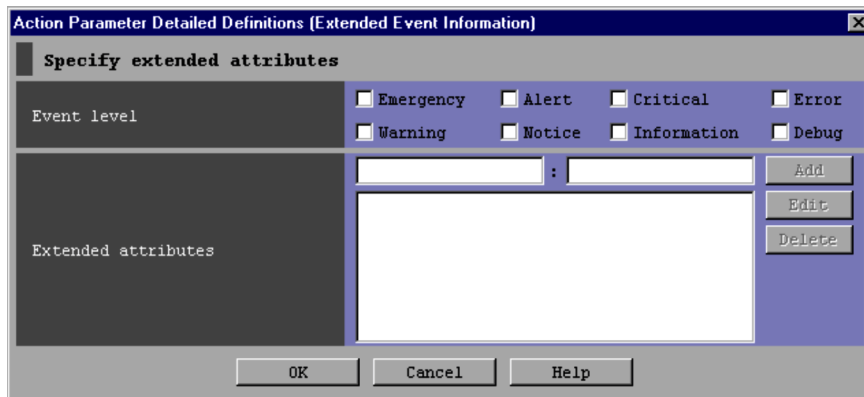 Action Parameter Detailed Definitions (Extended Event Information)
Specify extended attributes
Event level
Emergency Alert Critical Error
Warning Notice Information Debug
Extended attributes
:
Add
Edit
Delete
OK Cancel Help